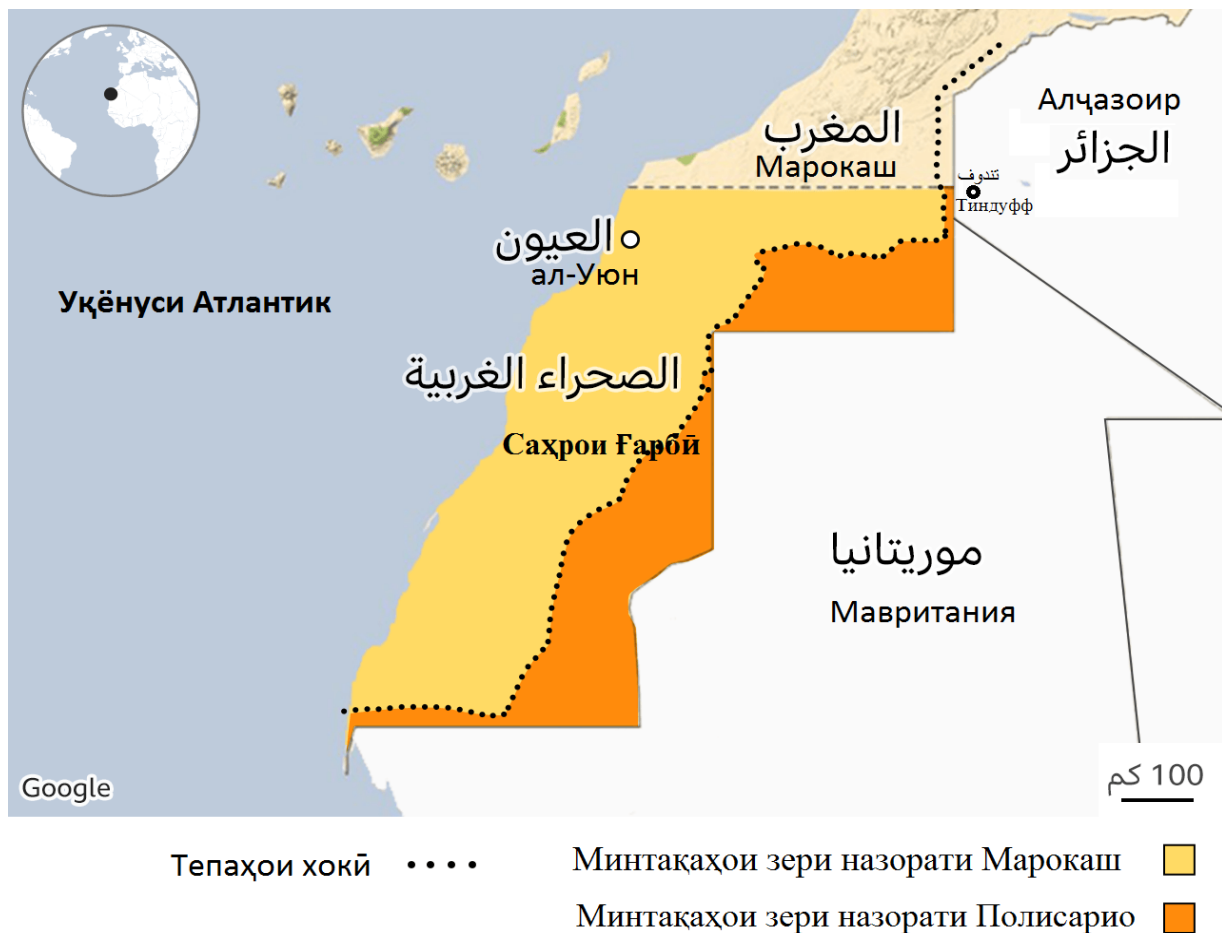 Алҷазоир
الجزائر
المغرب
Марокаш
تندوف
Тиндуфф
العيون
ал-Уюн
Уқёнуси Атлантик
الصحراء الغربية
Саҳрои Ғарбӣ
موريتانيا
Мавритания
100 كم
Google
Тепаҳои хокӣ
Минтақаҳои зери назорати Марокаш
Минтақаҳои зери назорати Полисарио